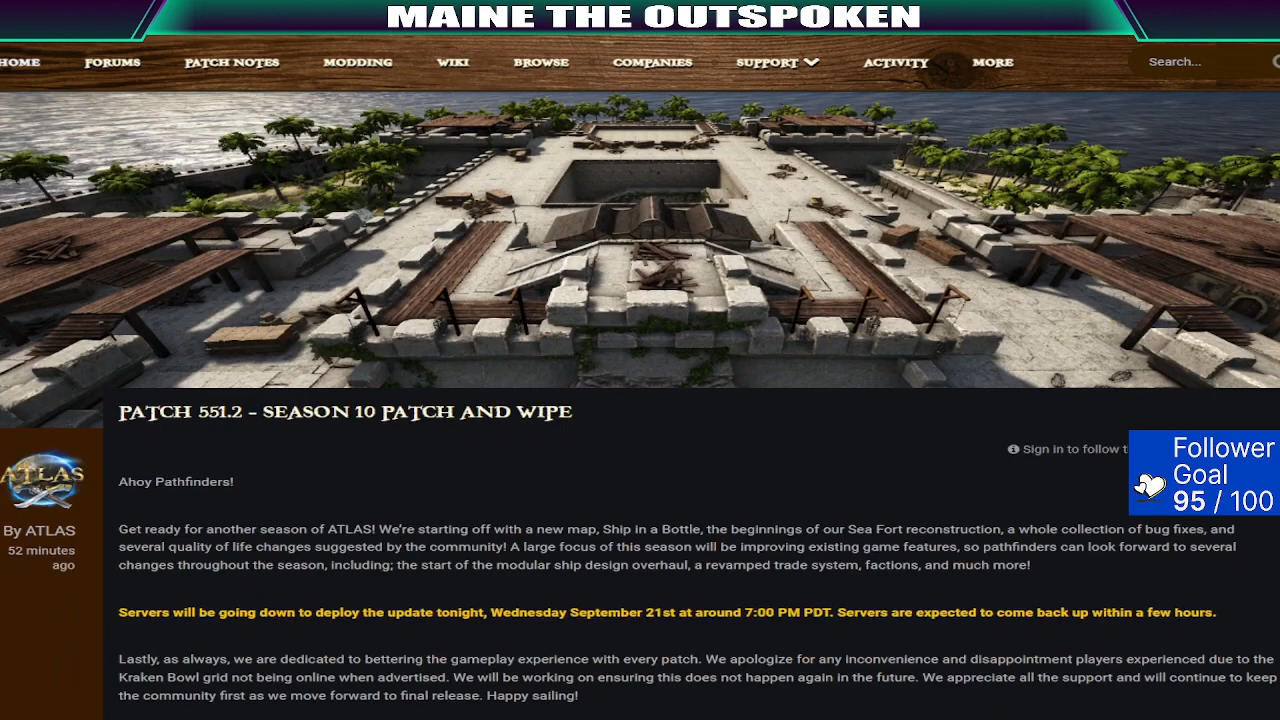 MAINE THE OUTSPOKEN
HOME FORUMS PATCH NOTES MODDING WIKI BROWSE COMPANIES SUPPORT ACTIVITY MORE Search...
PATCH 551.2 - SEASON 10 PATCH AND WIPE
Sign in to follow t
Follower
Goal
95 / 100
ATLAS
By ATLAS
52 minutes
ago
Ahoy Pathfinders!
Get ready for another season of ATLAS! We're starting off with a new map, Ship in a Bottle, the beginnings of our Sea Fort reconstruction, a whole collection of bug fixes, and
several quality of life changes suggested by the community! A large focus of this season will be improving existing game features, so pathfinders can look forward to several
changes throughout the season, including; the start of the modular ship design overhaul, a revamped trade system, factions, and much more!
Servers will be going down to deploy the update tonight, Wednesday September 21st at around 7:00 PM PDT. Servers are expected to come back up within a few hours.
Lastly, as always, we are dedicated to bettering the gameplay experience with every patch. We apologize for any inconvenience and disappointment players experienced due to the
Kraken Bowl grid not being online when advertised. We will be working on ensuring this does not happen again in the future. We appreciate all the support and will continue to keep
the community first as we move forward to final release. Happy sailing!